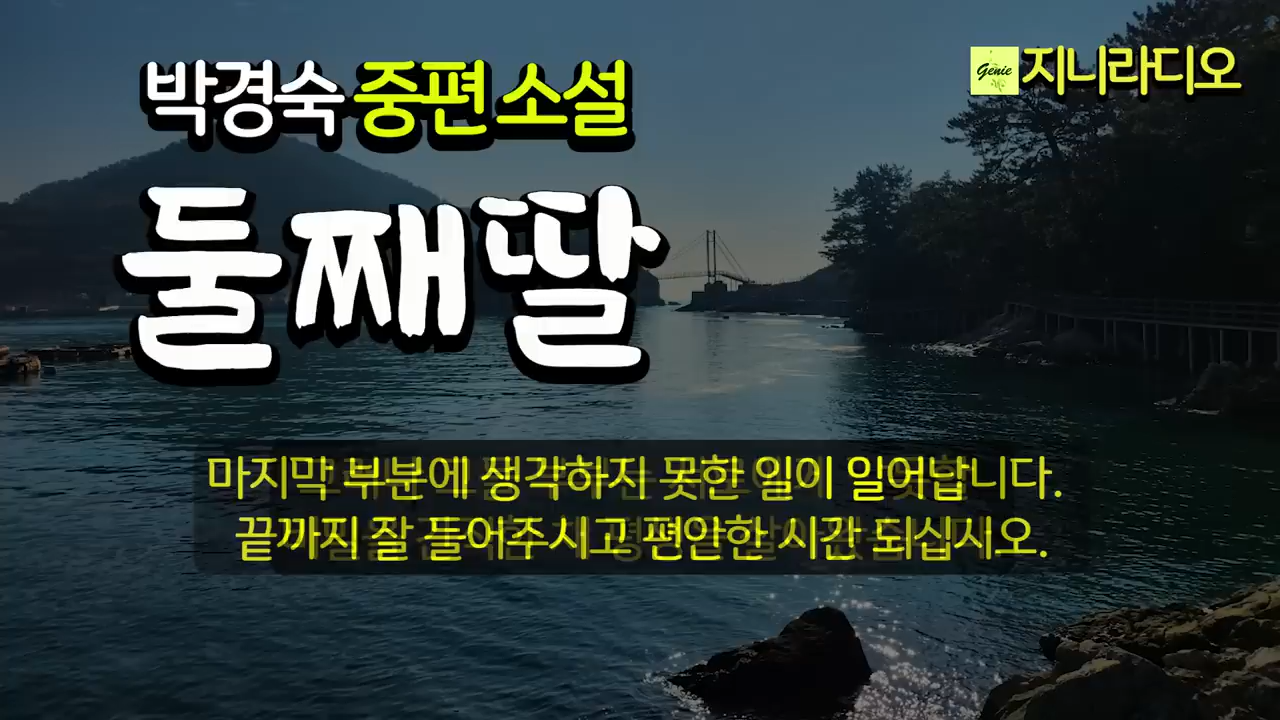 박경숙 중편 소설
Genie 지니라디오
둘째딸
마지막 부분에 생각하지 못한 일이 일어납니다.
끝까지 잘 들어주시고 편안한 시간 되십시오.